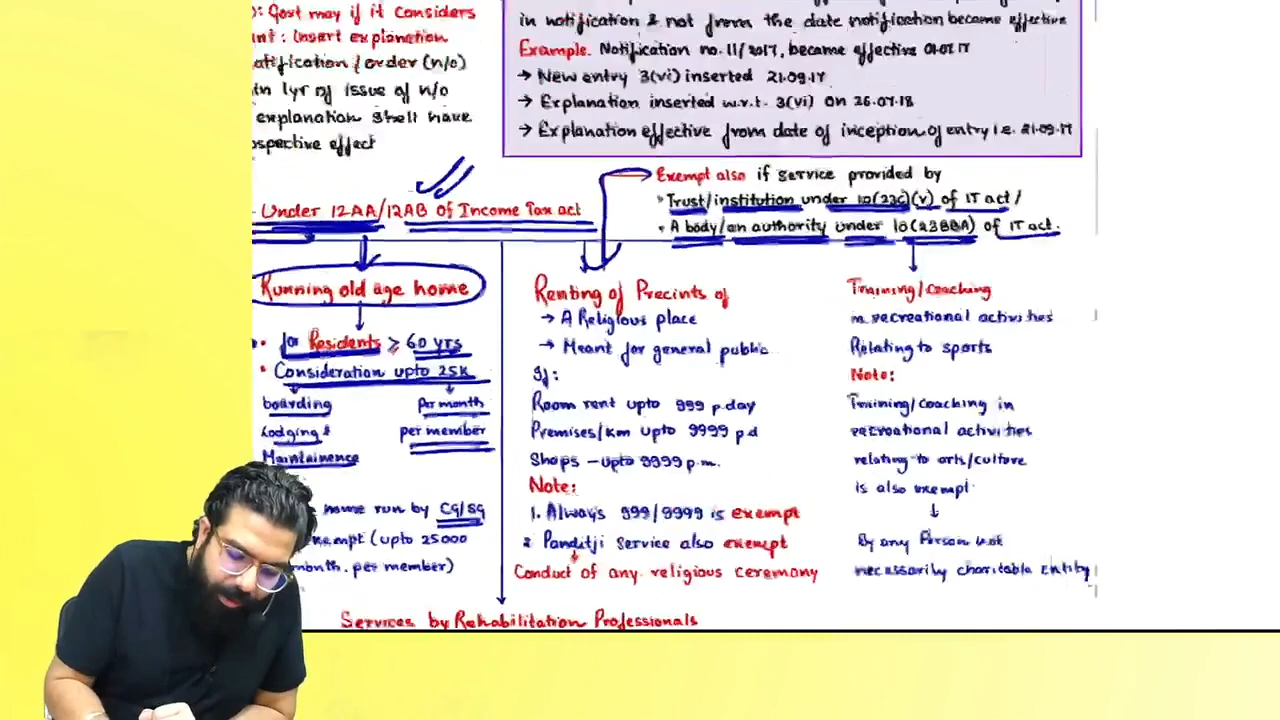 : Govt may if it considers
: Insert explanation
notification / order (n/o)
in 1yr of issue of n/o
explanation shall have
ospective effect
in notification & not from the date notification became effective
Example. Notification no. 11/2017, became effective 01.07.17
→ New entry 3(vi) inserted 21.09.17
→ Explanation inserted w.r.t. 3(vi) on 26.07.18
→ Explanation effective from date of inception of entry i.e. 21.09.17
Exempt also if service provided by
Trust/institution under 10(23C)(v) of IT act /
A body/an authority under 10(23BBA) of IT act.
- Under 12AA/12AB of Income Tax act
Running old age home
• for Residents ≥ 60 yrs
• Consideration upto 25K
boarding Per month
Lodging & per member
Maintainence
home run by CG/SG
exempt (upto 25000
month. per member)
Renting of Precints of
→ A Religious place
→ Meant for general public
If:
Room rent upto 999 p.day
Premises/km upto 9999 p.d
Shops - upto 9999 p.m.
Note:
1. Always 999/9999 is exempt
2 Panditji service also exempt
Conduct of any religious ceremony
Training/coaching
in recreational activities
Relating to sports
Note:
Training/coaching in
recreational activities
relating to arts/culture
is also exempt
By any Person not
necessarily charitable entity
Services by Rehabilitation Professionals